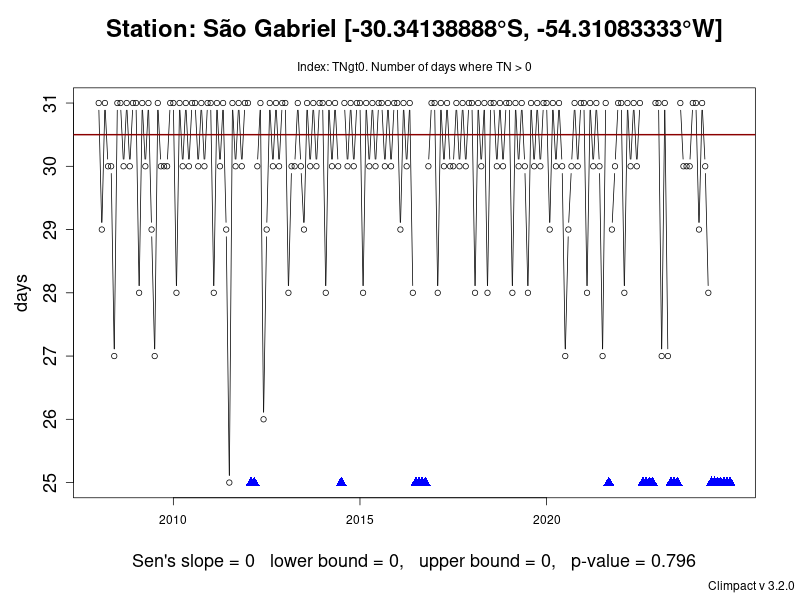 Station: São Gabriel [-30.34138888°S, -54.31083333°W]
Index: TNgt0. Number of days where TN > 0
31
30
29
28
27
26
25
days
2010 2015 2020
Sen's slope = 0 lower bound = 0, upper bound = 0, p-value = 0.796
Climpact v 3.2.0